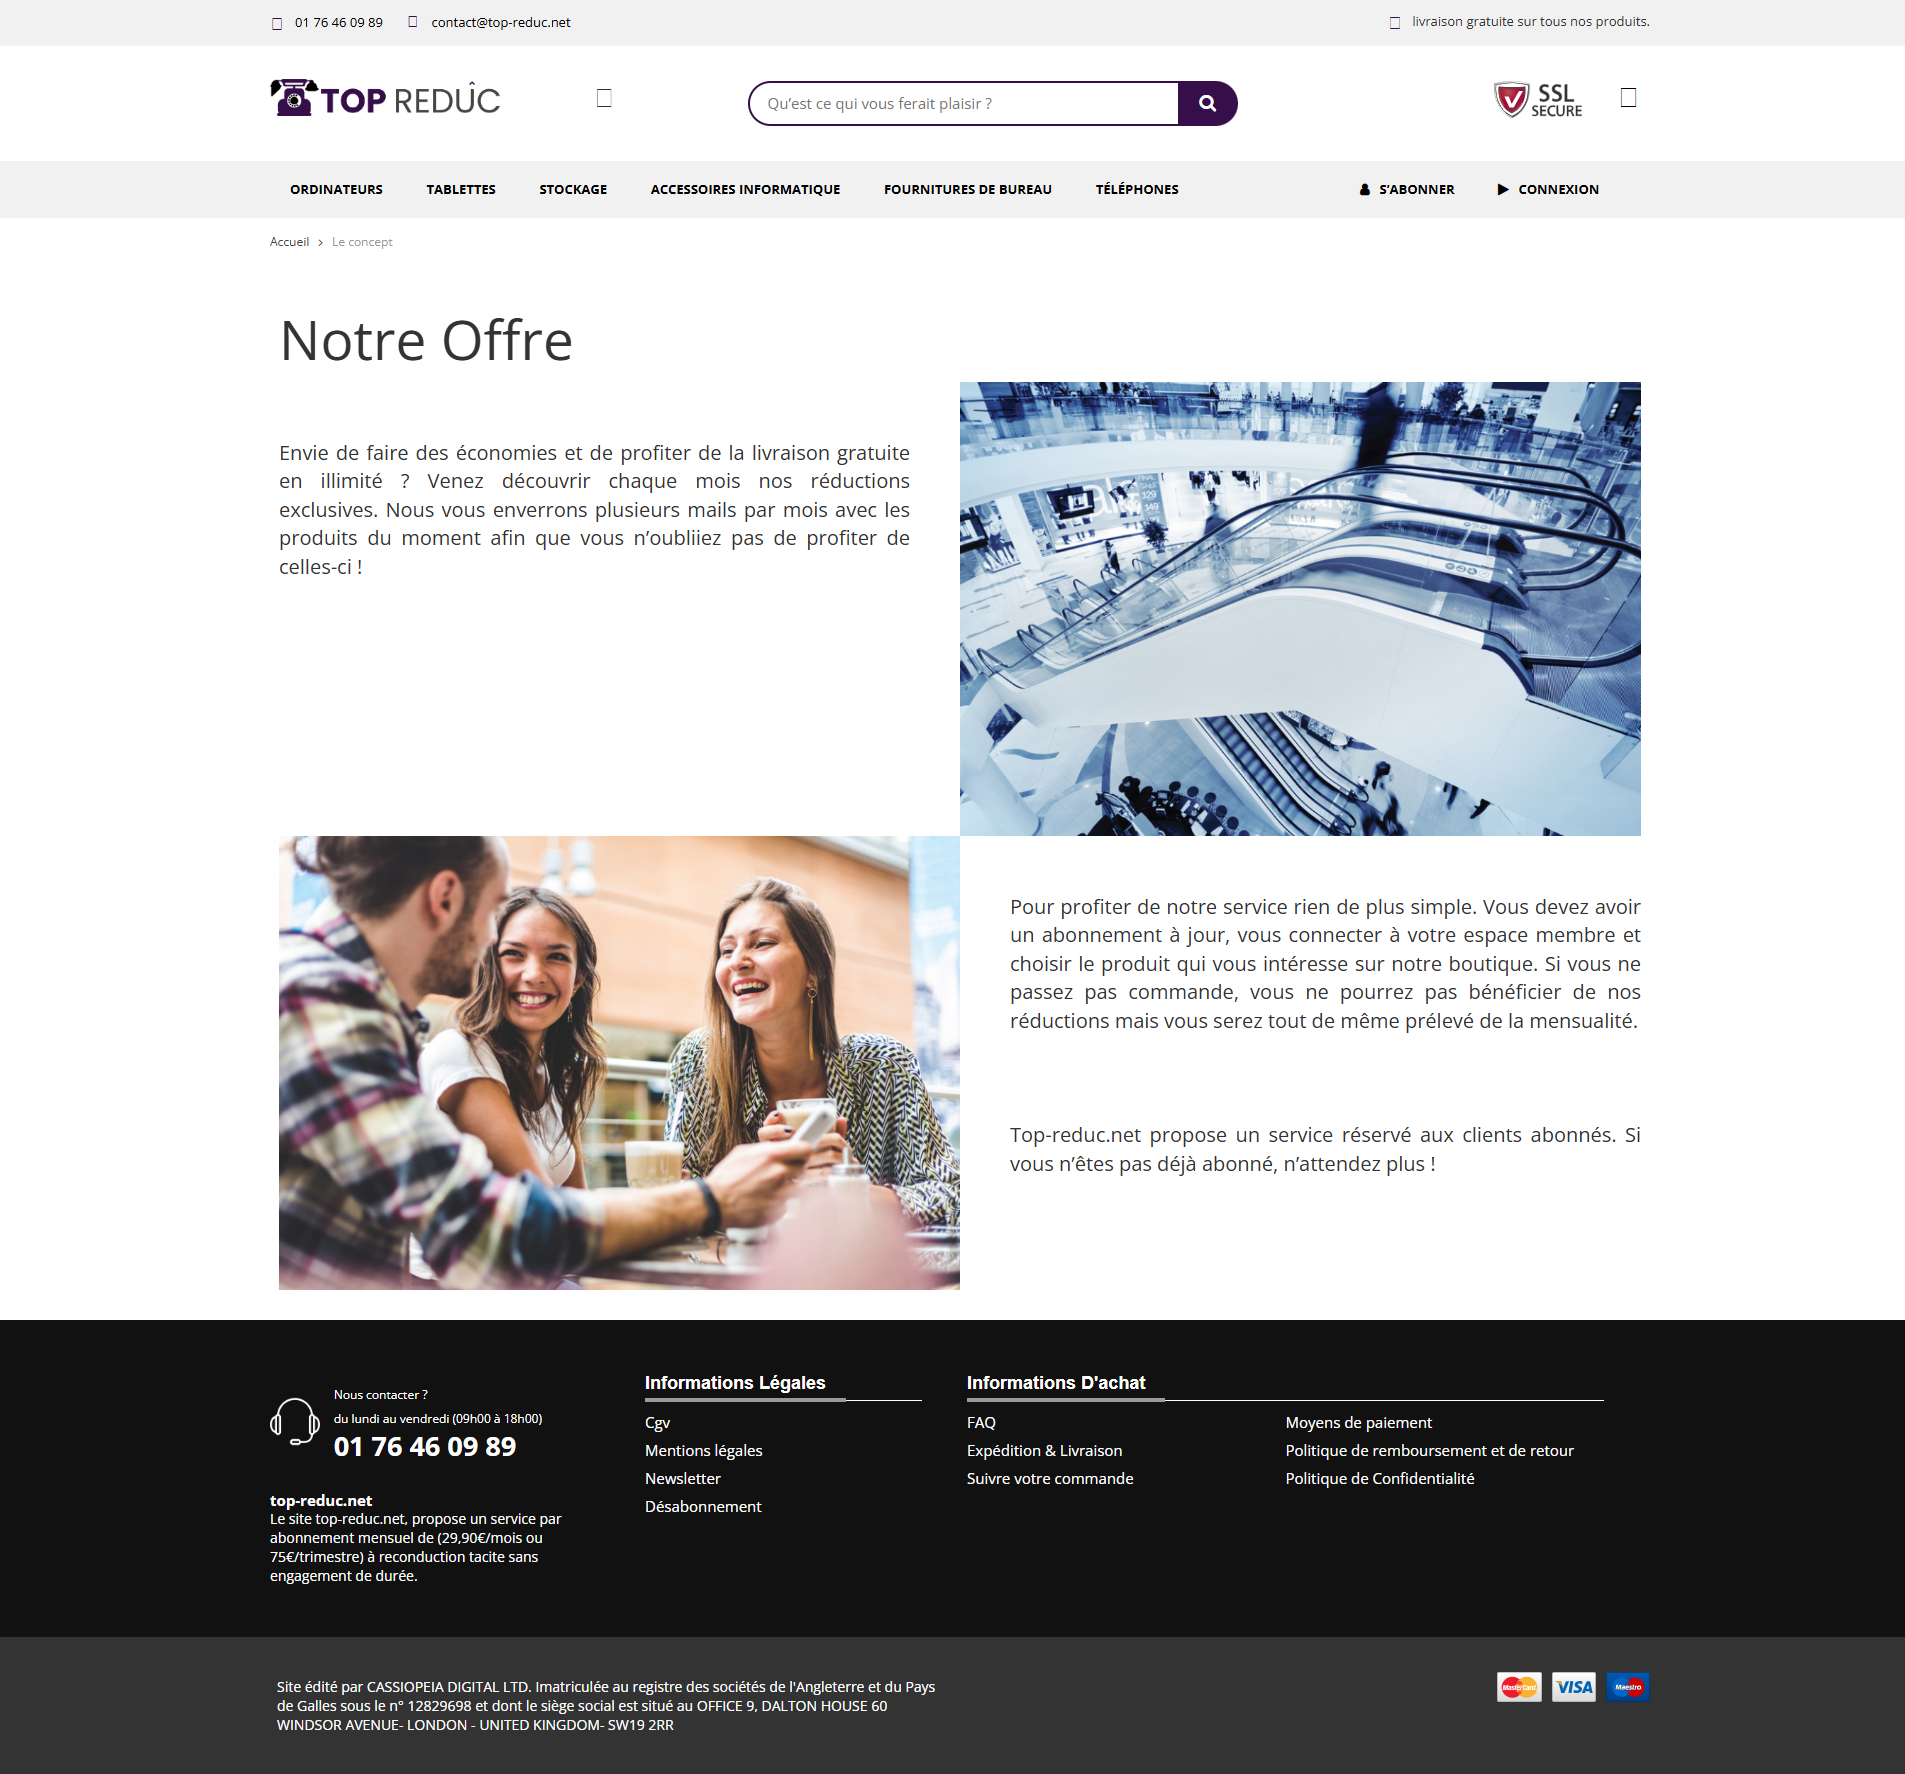 01 76 46 09 89 contact@top-reduc.net livraison gratuite sur tous nos produits.
TOP REDÛC
Qu'est ce qui vous ferait plaisir ?
SSL
SECURE
ORDINATEURS TABLETTES STOCKAGE ACCESSOIRES INFORMATIQUE FOURNITURES DE BUREAU TÉLÉPHONES S'ABONNER CONNEXION
Accueil > Le concept
Notre Offre
Envie de faire des économies et de profiter de la livraison gratuite
en illimité ? Venez découvrir chaque mois nos réductions
exclusives. Nous vous enverrons plusieurs mails par mois avec les
produits du moment afin que vous n'oubliiez pas de profiter de
celles-ci !
Pour profiter de notre service rien de plus simple. Vous devez avoir
un abonnement à jour, vous connecter à votre espace membre et
choisir le produit qui vous intéresse sur notre boutique. Si vous ne
passez pas commande, vous ne pourrez pas bénéficier de nos
réductions mais vous serez tout de même prélevé de la mensualité.
Top-reduc.net propose un service réservé aux clients abonnés. Si
vous n'êtes pas déjà abonné, n'attendez plus !
Nous contacter ?
du lundi au vendredi (09h00 à 18h00)
01 76 46 09 89
top-reduc.net
Le site top-reduc.net, propose un service par
abonnement mensuel de (29,90€/mois ou
75€/trimestre) à reconduction tacite sans
engagement de durée.
Informations Légales
Cgv
Mentions légales
Newsletter
Désabonnement
Informations D'achat
FAQ
Expédition & Livraison
Suivre votre commande
Moyens de paiement
Politique de remboursement et de retour
Politique de Confidentialité
Site édité par CASSIOPEIA DIGITAL LTD. Imatriculée au registre des sociétés de l'Angleterre et du Pays
de Galles sous le n° 12829698 et dont le siège social est situé au OFFICE 9, DALTON HOUSE 60
WINDSOR AVENUE- LONDON - UNITED KINGDOM- SW19 2RR
MasterCard VISA Maestro